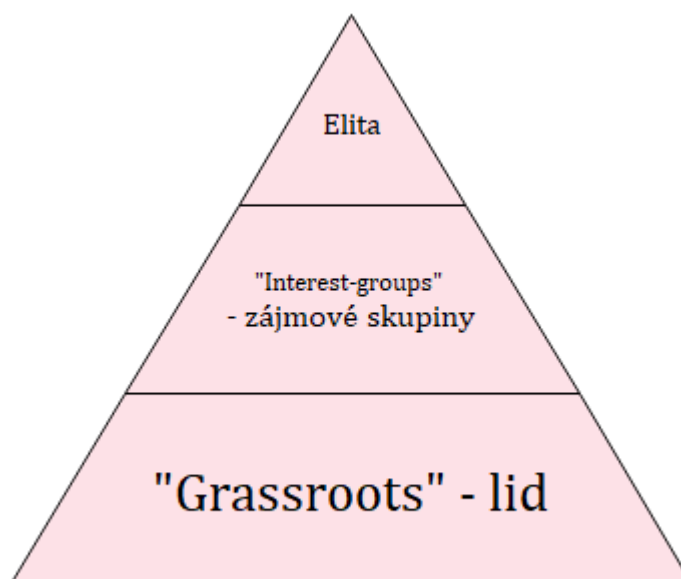 Elita
"Interest-groups"
- zájmové skupiny
"Grassroots" - lid